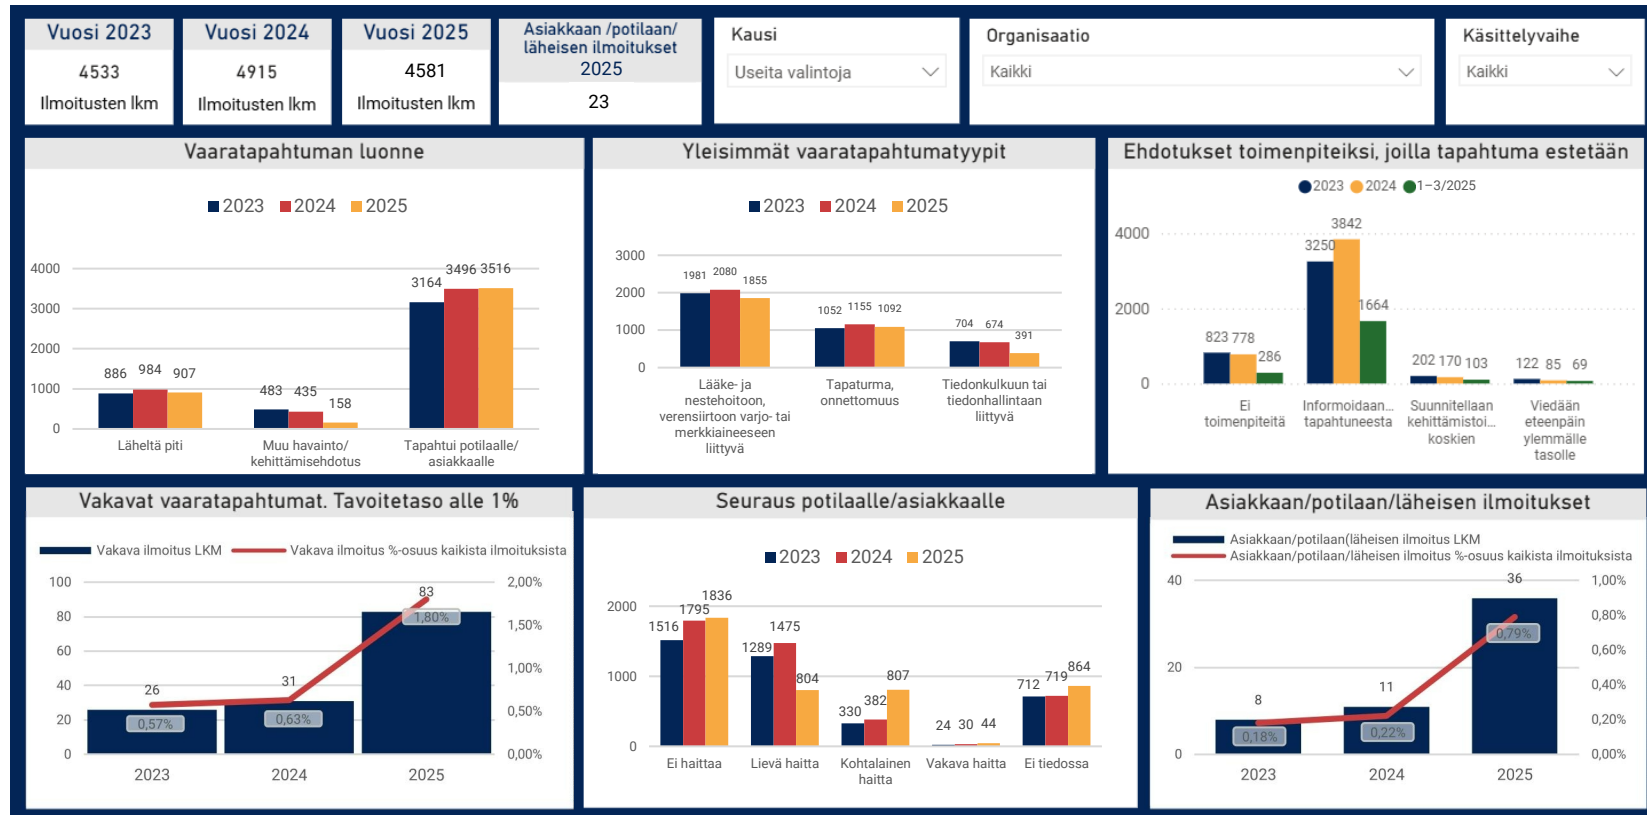 Vuosi 2023
4533
Ilmoitusten lkm
Vuosi 2024
4915
Ilmoitusten lkm
Vuosi 2025
4581
Ilmoitusten lkm
Asiakkaan /potilaan/
läheisen ilmoitukset
2025
23
Kausi
Useita valintoja
Organisaatio
Kaikki
Käsittelyvaihe
Kaikki
Vaaratapahtuman luonne
2023 2024 2025
4000
3000
2000
1000
0
886 984 907
483 435 158
3164 3496 3516
Läheltä piti
Muu havainto/
kehittämisehdotus
Tapahtui potilaalle/
asiakkaalle
Yleisimmät vaaratapahtumatyypit
2023 2024 2025
3000
2000
1000
0
1981 2080 1855
1052 1155 1092
704 674 391
Lääke- ja
nestehoitoon,
verensiirtoon varjo- tai
merkkiaineeseen
liittyvä
Tapaturma,
onnettomuus
Tiedonkulkuun tai
tiedonhallintaan
liittyvä
Ehdotukset toimenpiteiksi, joilla tapahtuma estetään
2023 2024 1–3/2025
4000
2000
0
823 778 286
3250 3842 1664
202 170 103
122 85 69
Ei
toimenpiteitä
Informoidaan...
tapahtuneesta
Suunnitellaan
kehittämistoi...
koskien
Viedään
eteenpäin
ylemmälle
tasolle
Vakavat vaaratapahtumat. Tavoitetaso alle 1%
Vakava ilmoitus LKM Vakava ilmoitus %-osuus kaikista ilmoituksista
100
80
60
40
20
0
2,00%
1,50%
1,00%
0,50%
0,00%
26
0,57%
31
0,63%
83
1,80%
2023 2024 2025
Seuraus potilaalle/asiakkaalle
2023 2024 2025
2000
1000
0
1516 1795 1836
1289 1475 804
330 382 807
24 30 44
712 719 864
Ei haittaa
Lievä haitta
Kohtalainen
haitta
Vakava haitta
Ei tiedossa
Asiakkaan/potilaan/läheisen ilmoitukset
Asiakkaan/potilaan(läheisen ilmoitus LKM
Asiakkaan/potilaan/läheisen ilmoitus %-osuus kaikista ilmoituksista
40
20
0
1,00%
0,80%
0,60%
0,40%
0,20%
0,00%
8
0,18%
11
0,22%
36
0,79%
2023 2024 2025